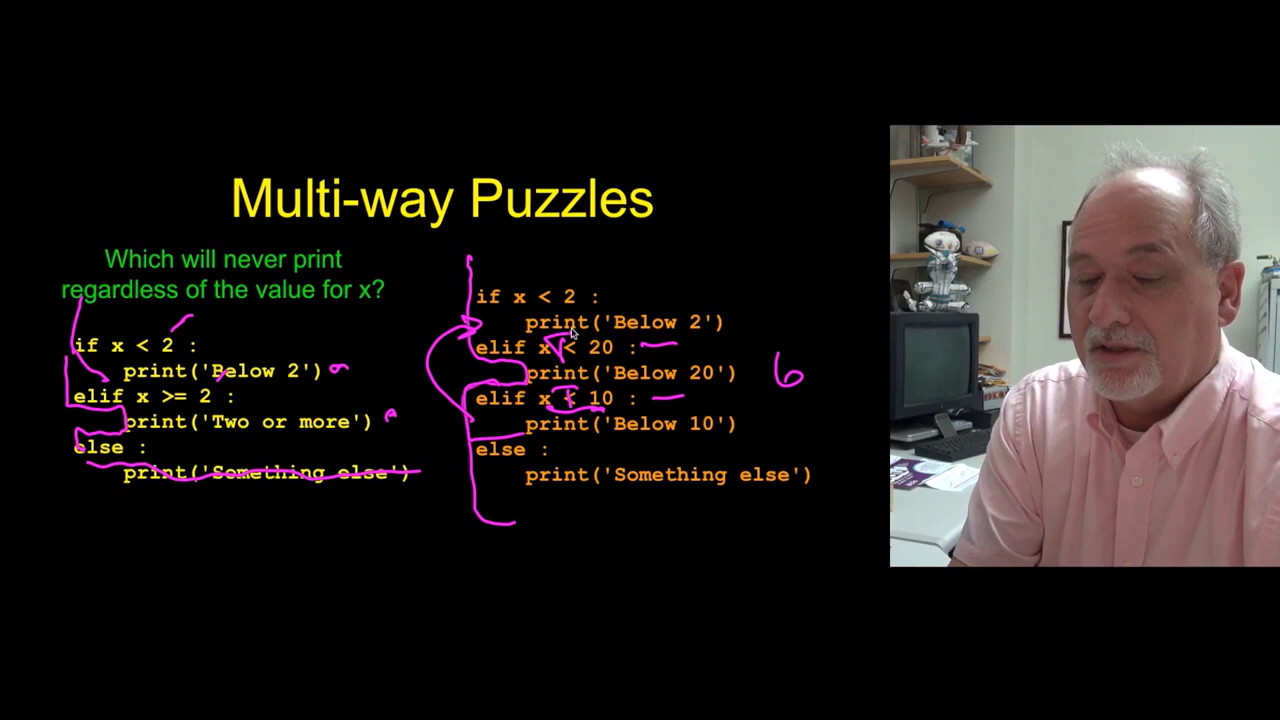 Multi-way Puzzles
Which will never print
regardless of the value for x?
if x < 2 :
print('Below 2')
elif x >= 2 :
print('Two or more')
else :
print('Something else')
if x < 2 :
print('Below 2')
elif x < 20 :
print('Below 20')
elif x < 10 :
print('Below 10')
else :
print('Something else')
6